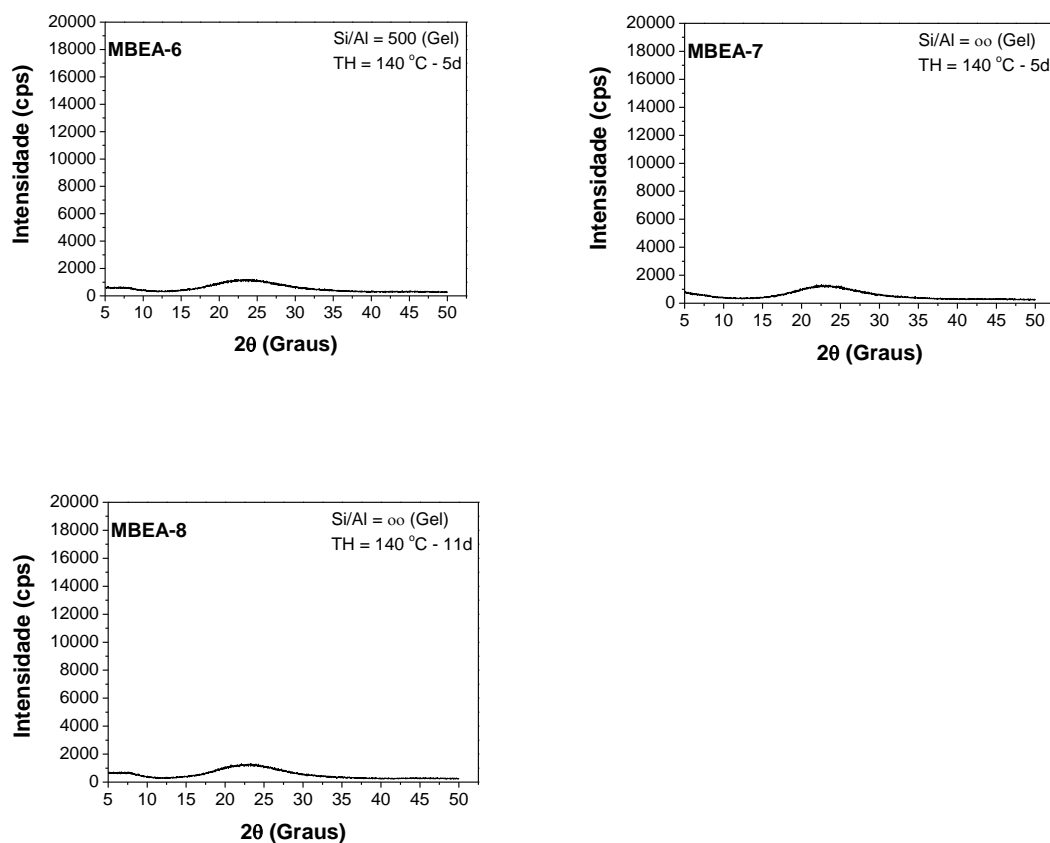 MBEA-6
Si/Al = 500 (Gel)
TH = 140 °C - 5d
Intensidade (cps)
20000
18000
16000
14000
12000
10000
8000
6000
4000
2000
0
5 10 15 20 25 30 35 40 45 50
2θ (Graus)
MBEA-7
Si/Al = oo (Gel)
TH = 140 °C - 5d
Intensidade (cps)
20000
18000
16000
14000
12000
10000
8000
6000
4000
2000
0
5 10 15 20 25 30 35 40 45 50
2θ (Graus)
MBEA-8
Si/Al = oo (Gel)
TH = 140 °C - 11d
Intensidade (cps)
20000
18000
16000
14000
12000
10000
8000
6000
4000
2000
0
5 10 15 20 25 30 35 40 45 50
2θ (Graus)